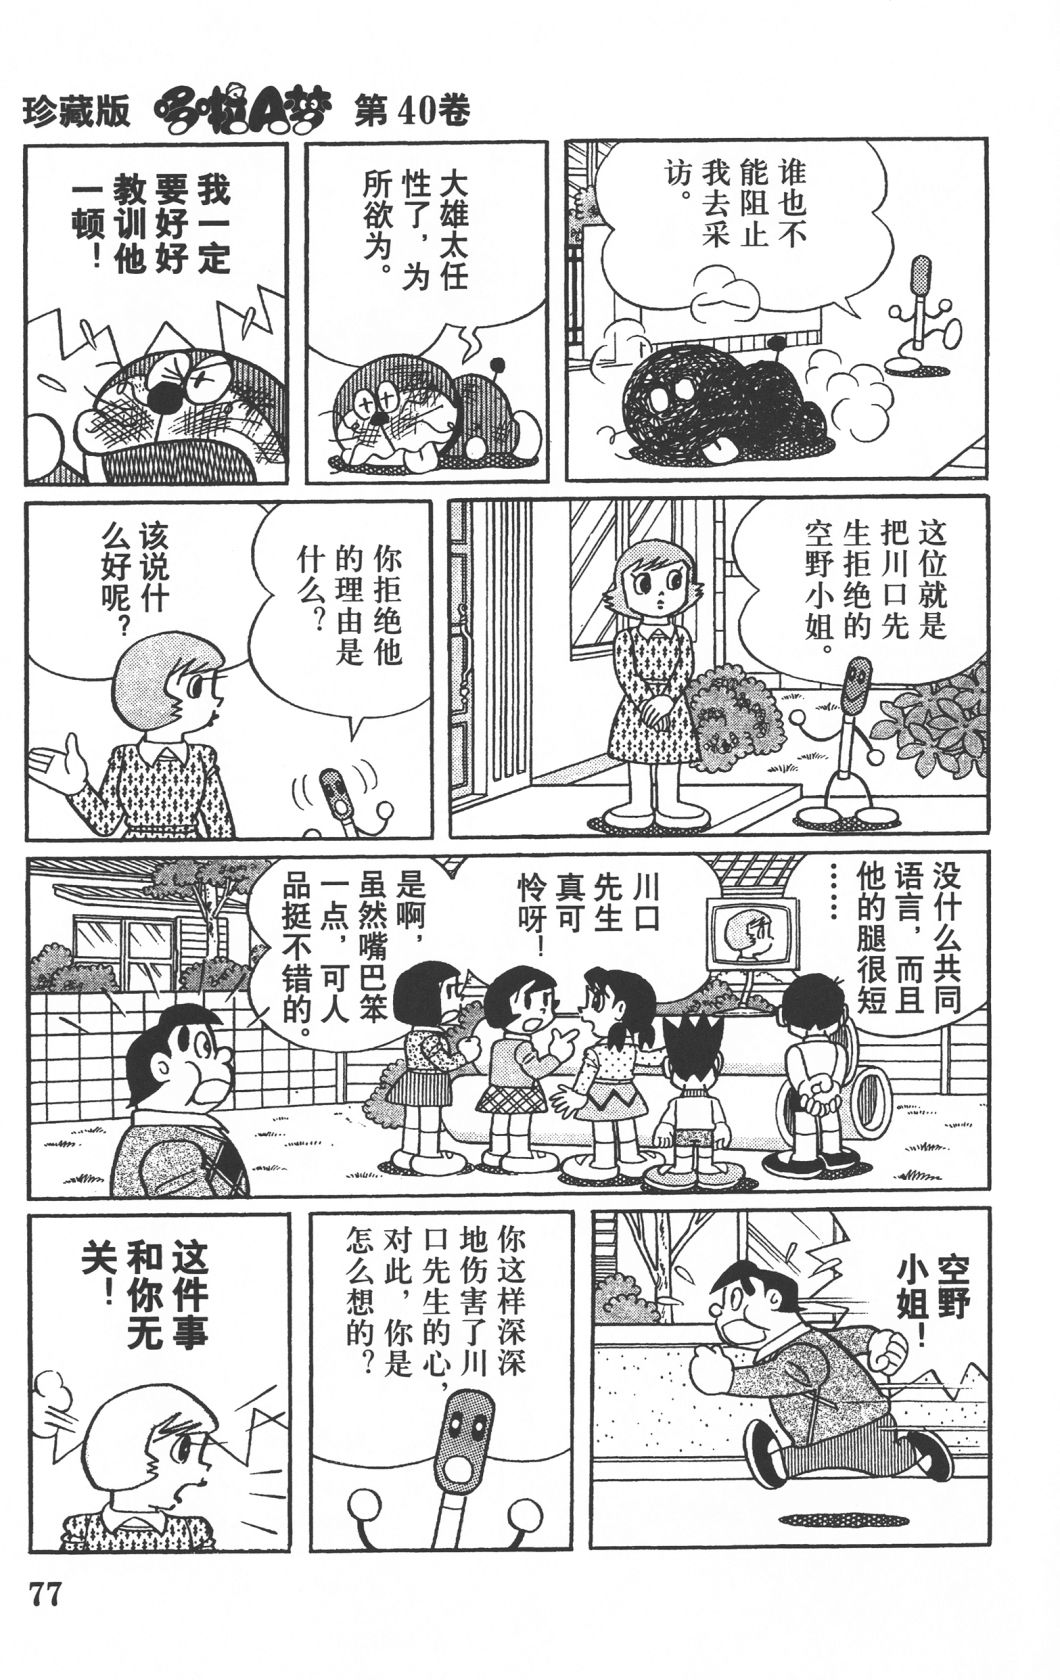 珍藏版 哆啦A梦 第40卷
谁也不
能阻止
我去采
访。
大雄太任
性了，为
所欲为。
我一定
要好好
教训他
一顿！
这位就是
把川口先
生拒绝的
空野小姐。
你拒绝他
的理由是
什么？
该说什
么好呢？
没什么共同
语言，而且
他的腿很短
……
川口
先生
真可
怜呀！
是啊，
虽然嘴巴笨
一点，可人
品挺不错的。
空野
小姐！
你这样深深
地伤害了川
口先生的心，
对此，你是
怎么想的？
这件事
和你无
关！
77